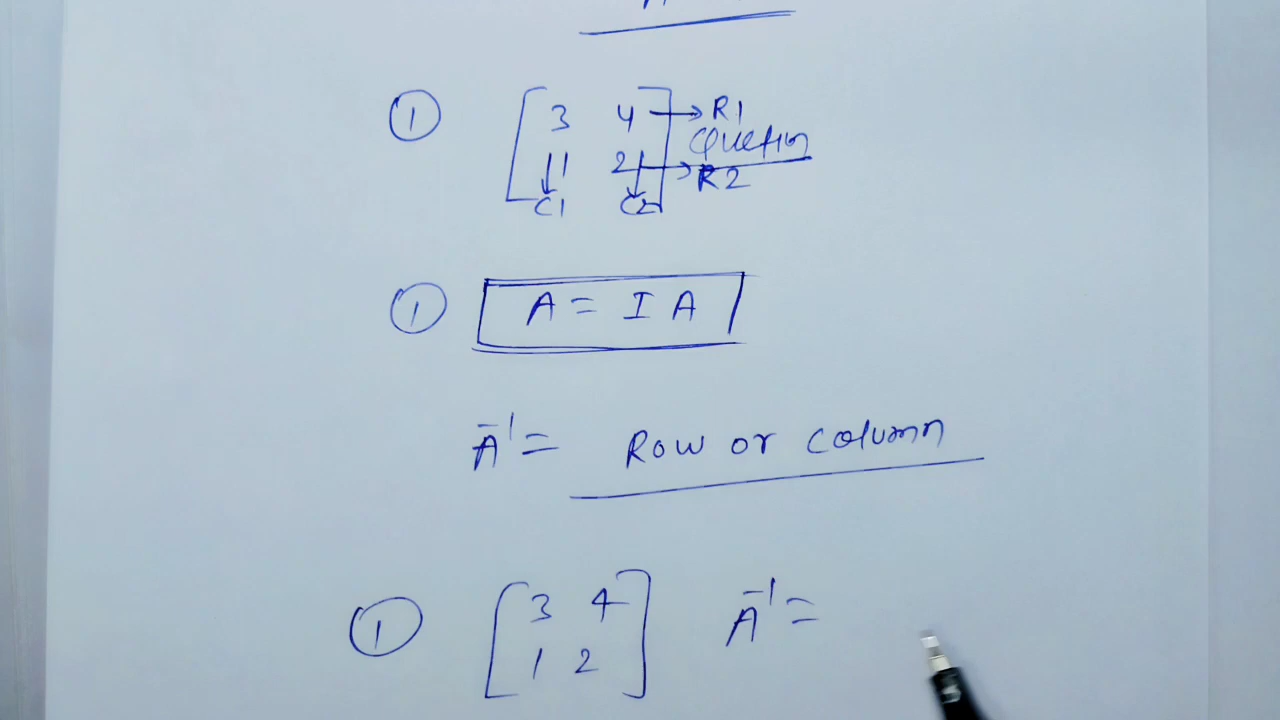 ① [3 4] → R1
Question
[1 2] → R2
C1 C2
① A = I A
A⁻¹ = Row or column
① [3 4]
[1 2] A⁻¹ =